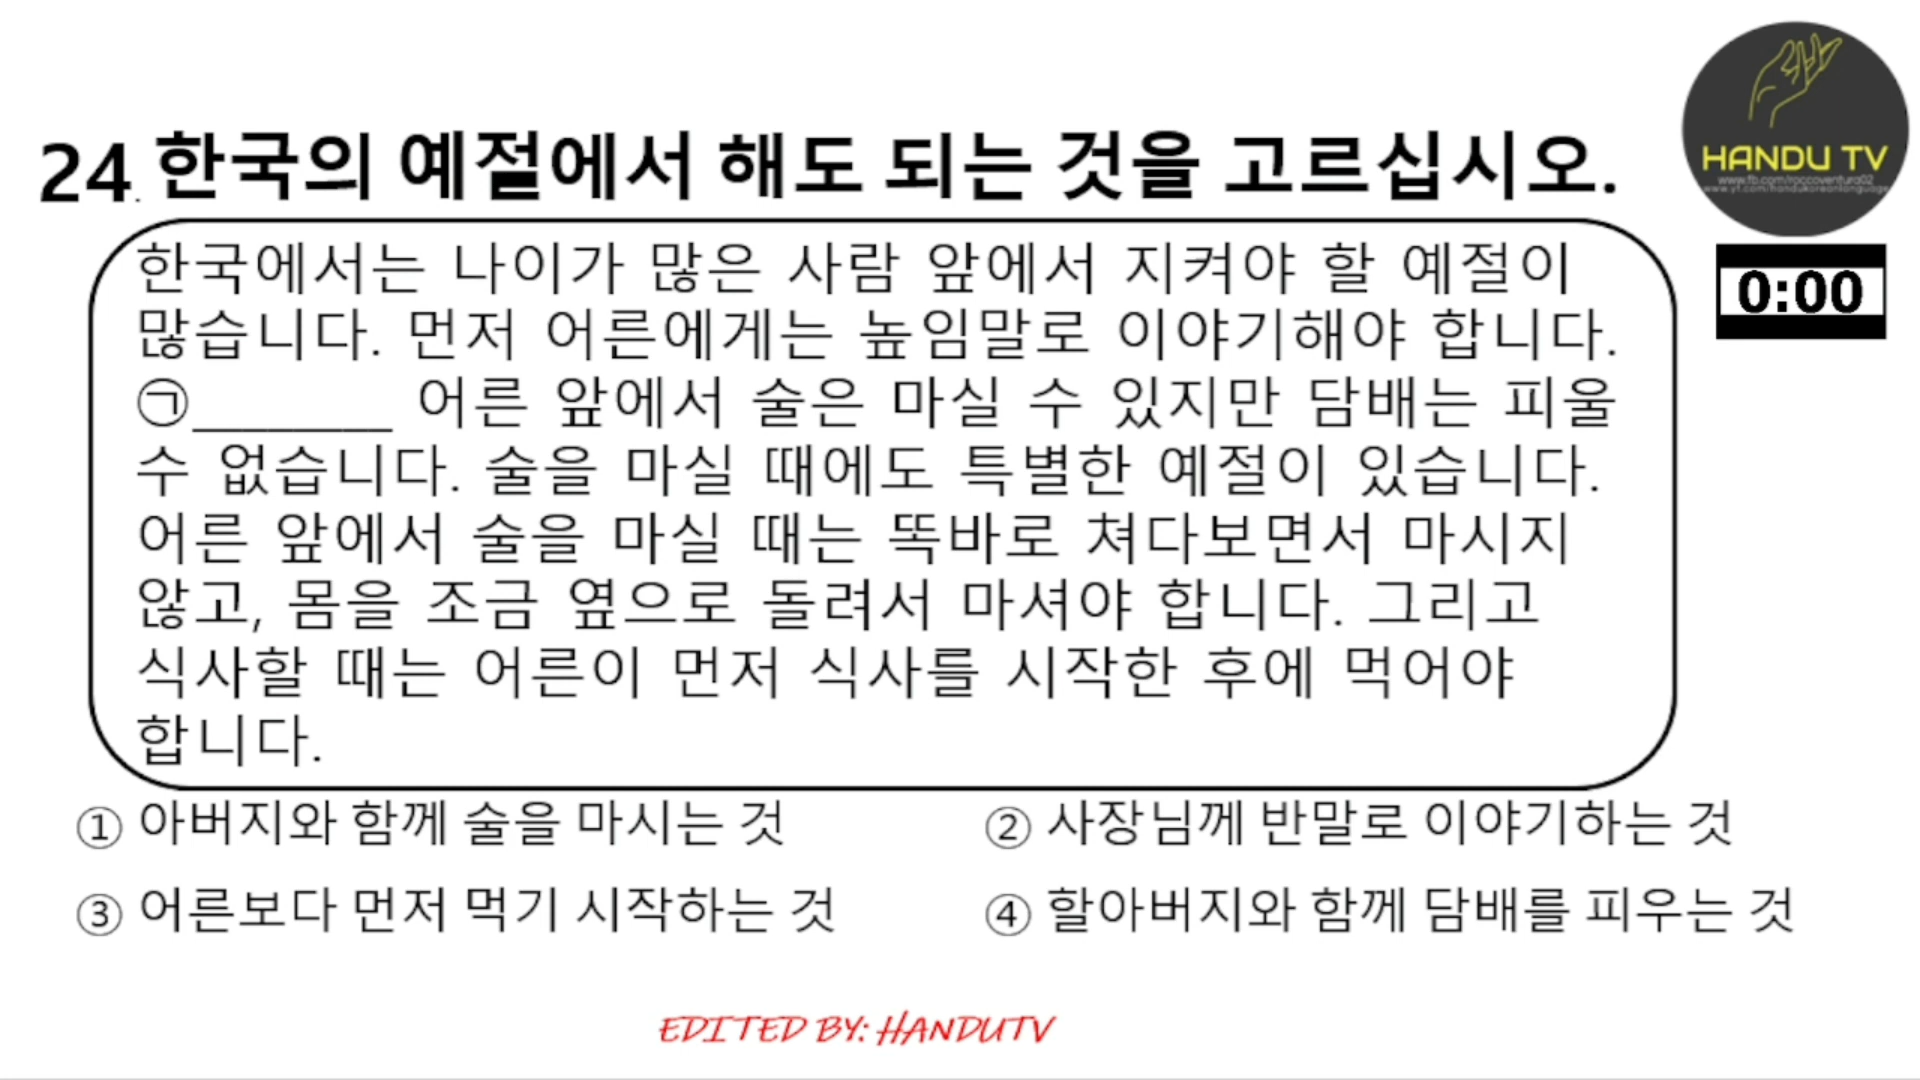 24. 한국의 예절에서 해도 되는 것을 고르십시오.
HANDU TV
www.fb.com/roccoventura02
www.yt.com/handukoreanlanguage
0:00
한국에서는 나이가 많은 사람 앞에서 지켜야 할 예절이
많습니다. 먼저 어른에게는 높임말로 이야기해야 합니다.
㉠________ 어른 앞에서 술은 마실 수 있지만 담배는 피울
수 없습니다. 술을 마실 때에도 특별한 예절이 있습니다.
어른 앞에서 술을 마실 때는 똑바로 쳐다보면서 마시지
않고, 몸을 조금 옆으로 돌려서 마셔야 합니다. 그리고
식사할 때는 어른이 먼저 식사를 시작한 후에 먹어야
합니다.
① 아버지와 함께 술을 마시는 것
② 사장님께 반말로 이야기하는 것
③ 어른보다 먼저 먹기 시작하는 것
④ 할아버지와 함께 담배를 피우는 것
EDITED BY: HANDUTV